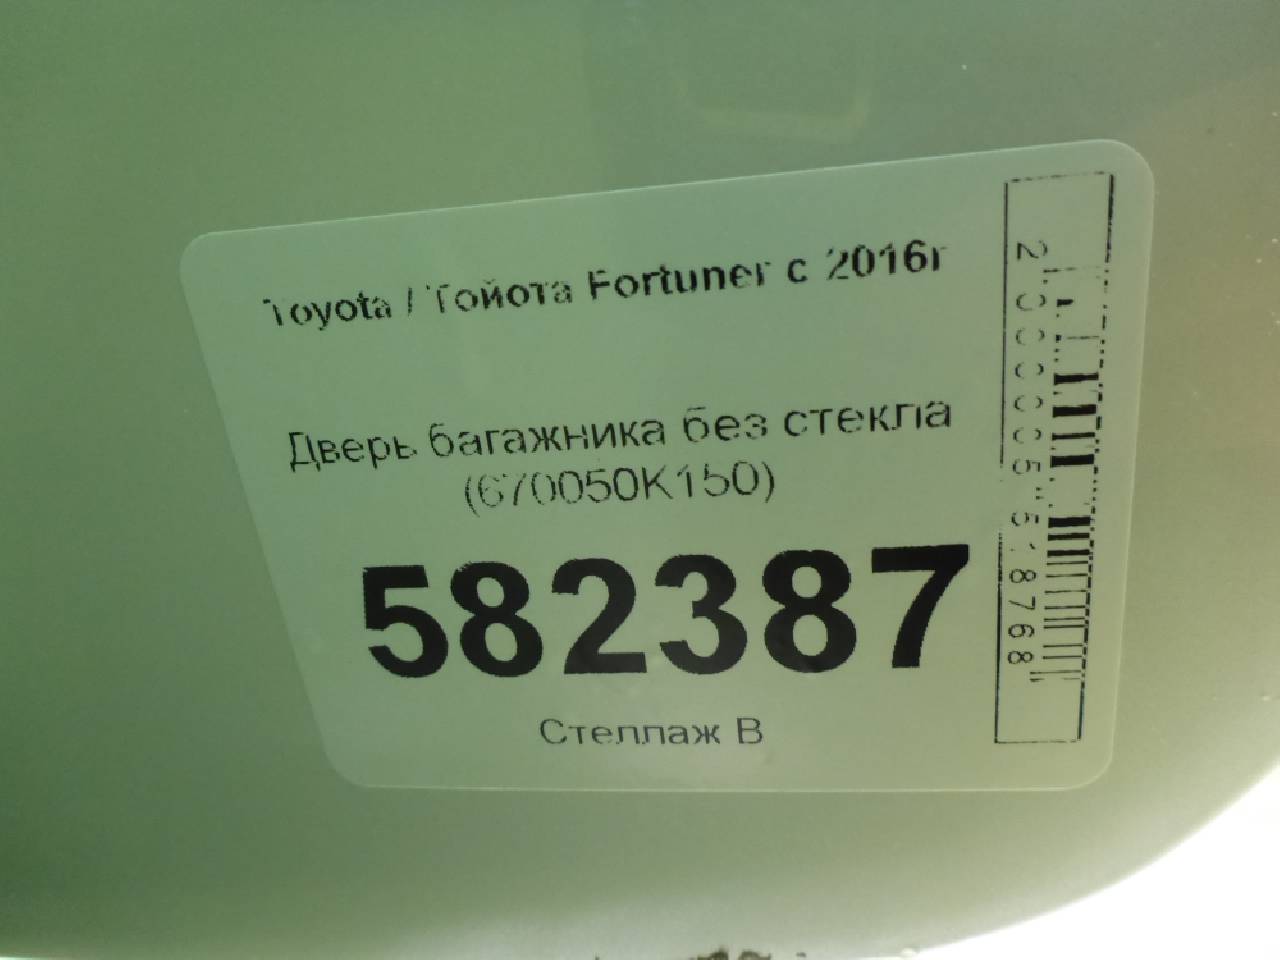 Toyota / Тойота Fortuner с 2016г
Дверь багажника без стекла
(670050K150)
582387
Стеллаж В
2000005518768